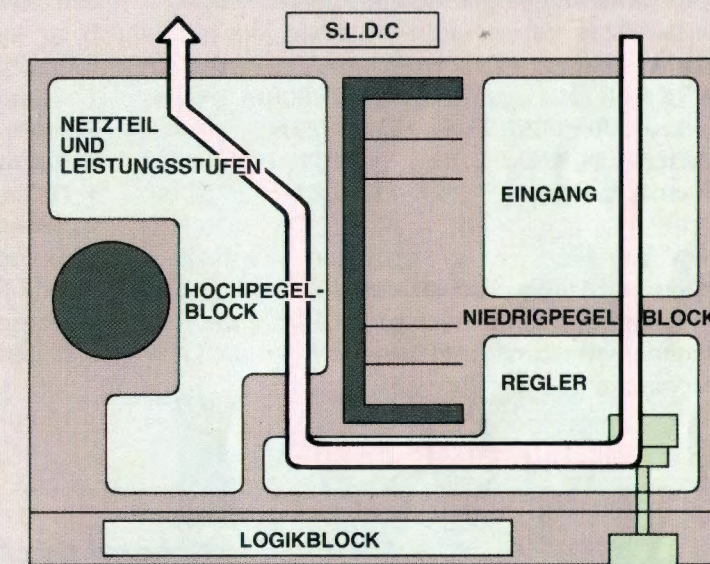 S.L.D.C
NETZTEIL
UND
LEISTUNGSSTUFEN
EINGANG
HOCHPEGEL-
BLOCK
NIEDRIGPEGEL BLOCK
REGLER
LOGIKBLOCK